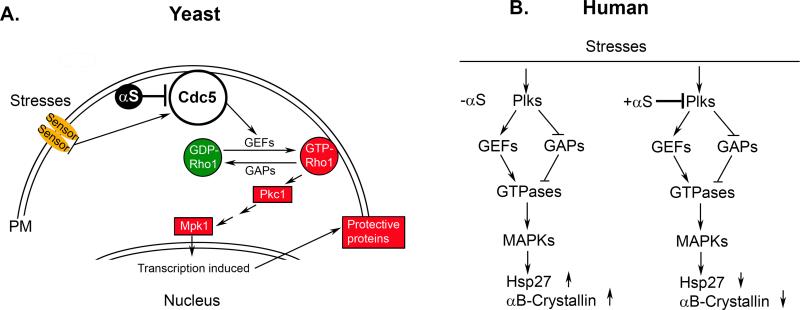 A.
Yeast
αS
Cdc5
Stresses
Sensor
Sensor
GDP-
Rho1
GEFs
GAPs
GTP-
Rho1
Pkc1
PM
Mpk1
Protective
proteins
Transcription induced
Nucleus
B.
Human
Stresses
-αS
Plks
GEFs
GAPs
GTPases
MAPKs
Hsp27
αB-Crystallin
+αS
Plks
GEFs
GAPs
GTPases
MAPKs
Hsp27
αB-Crystallin